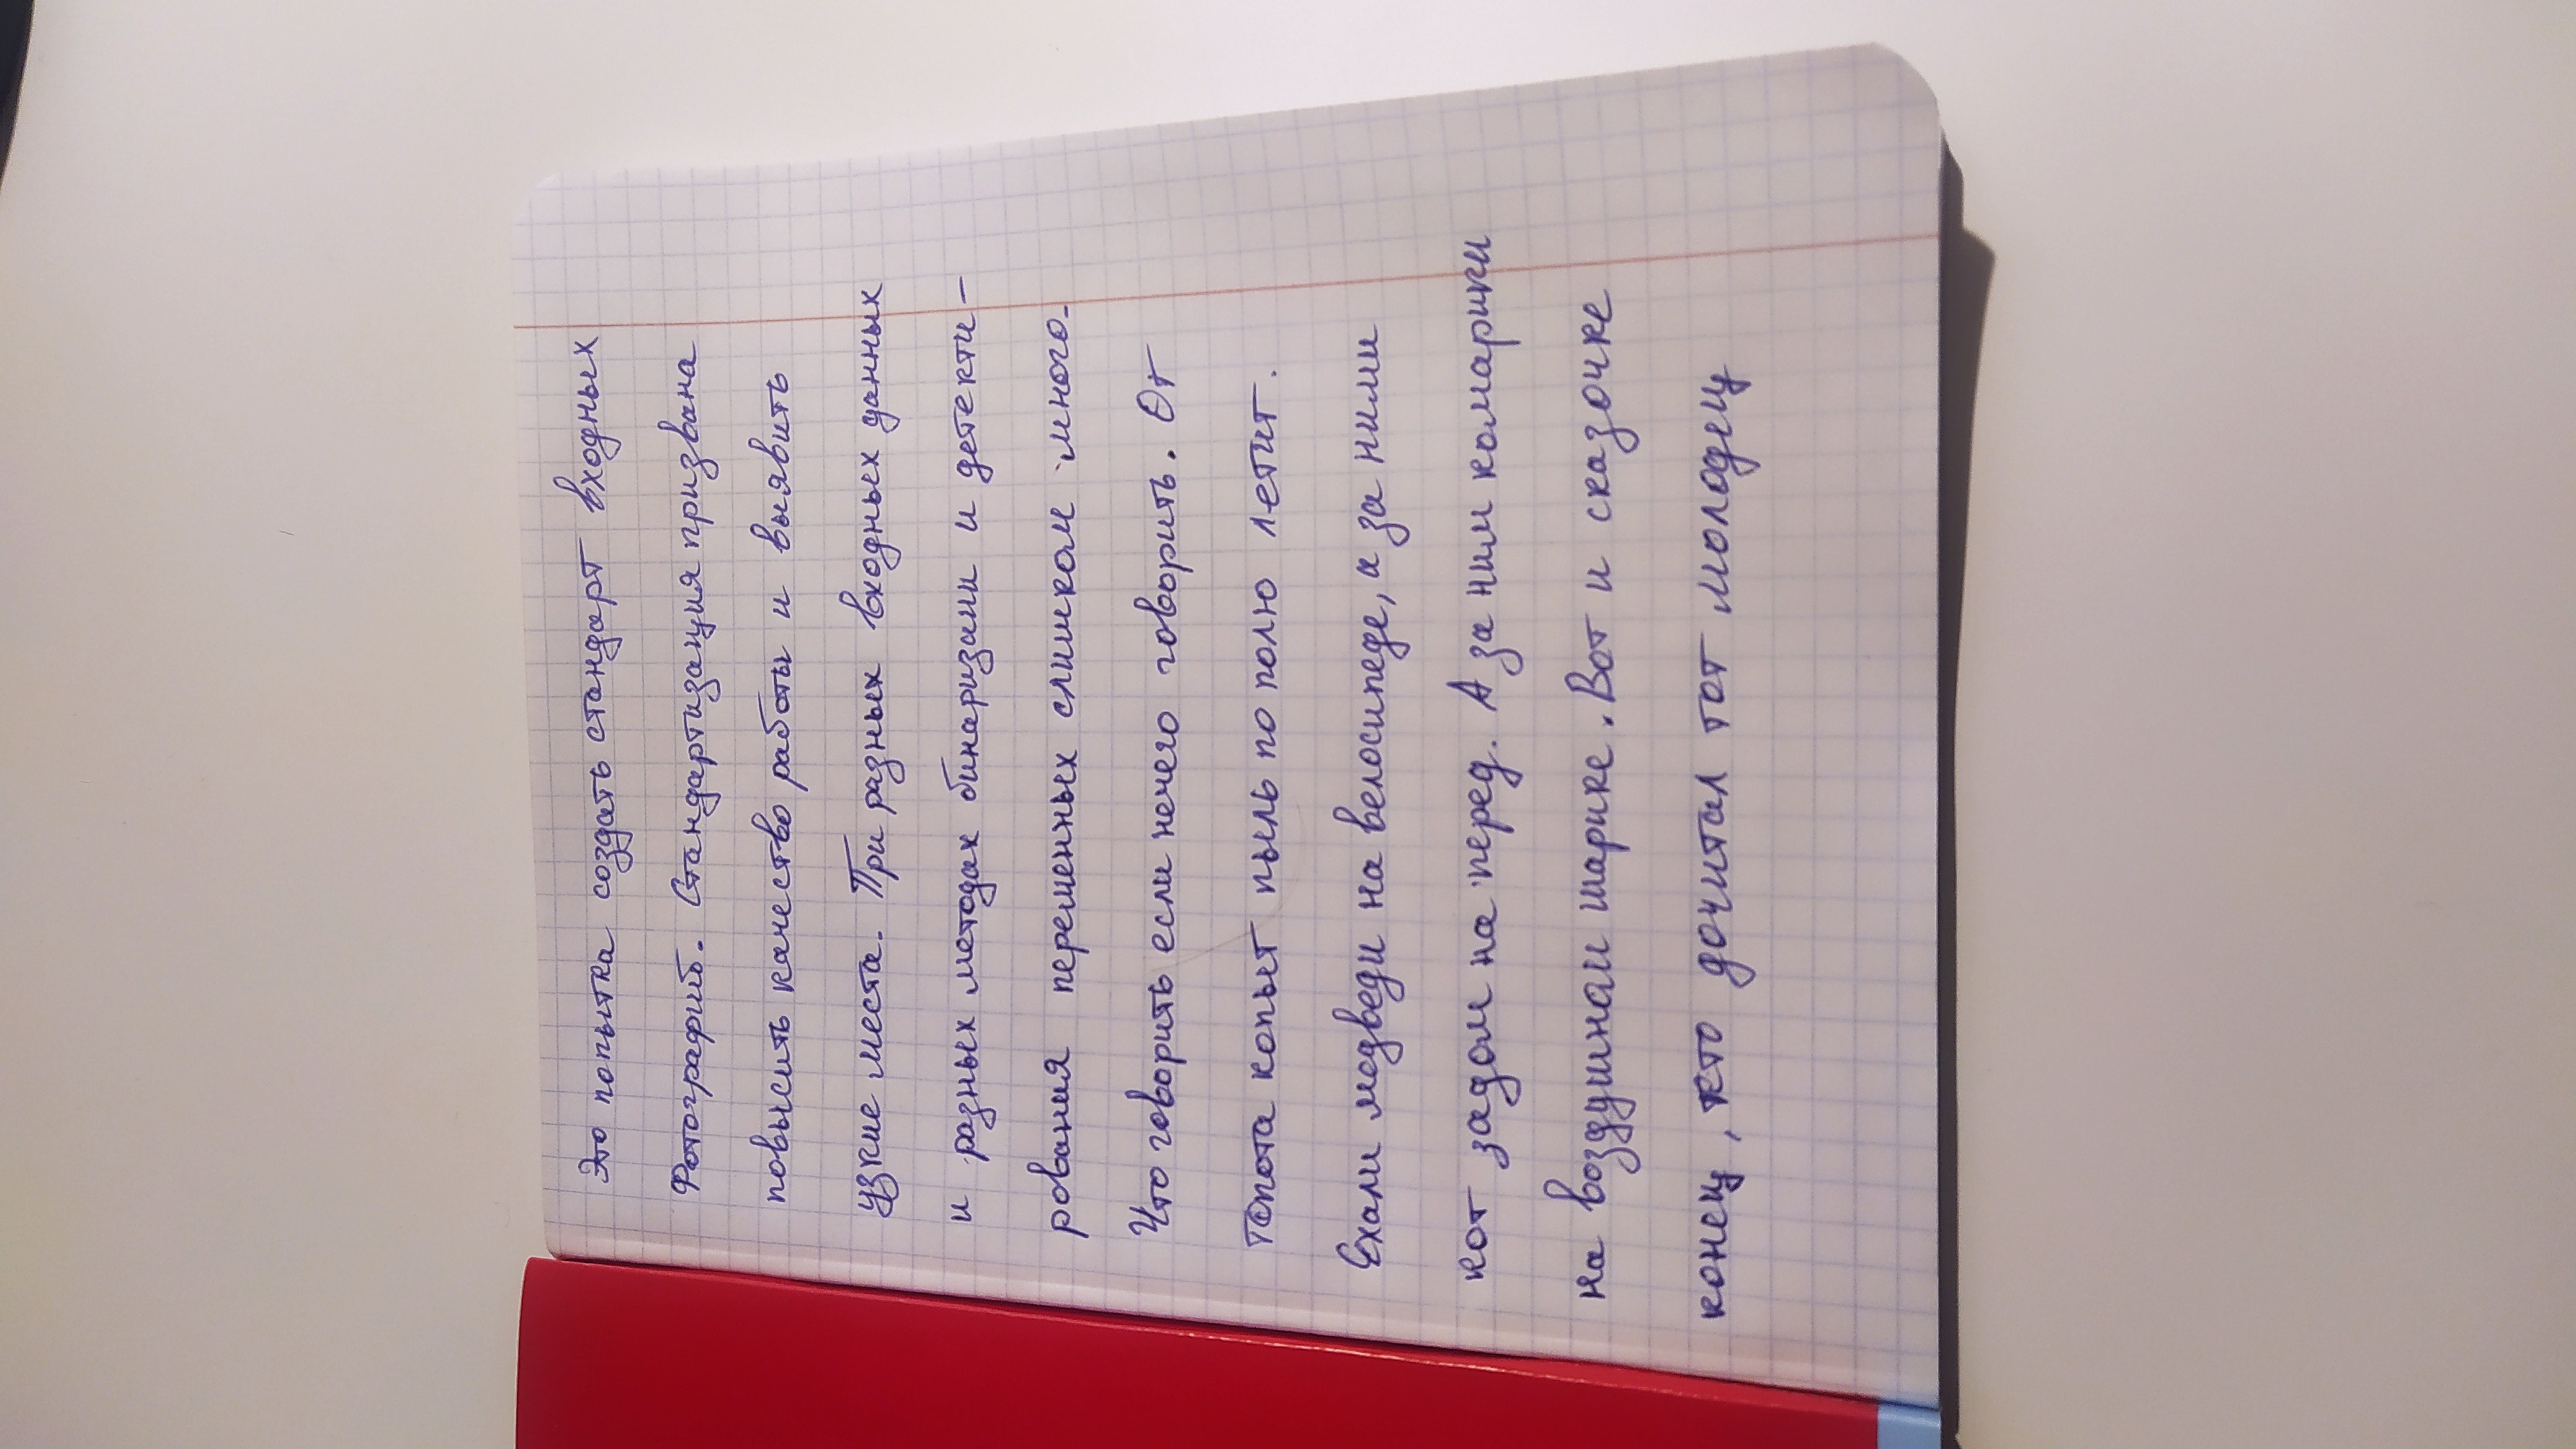 Это попытка создать стандарт входных
Фотографий. Стандартизация призвана
повысить качество работы и выявить
узкие места. При разных входных данных
и разных методах бинаризаци и детекти-
рования переменных слишком много.
Что говорить если нечего говорить. От
топота копыт пыль по полю летит.
Ехали медведи на велосипеде, а за ними
кот задом на перед. А за ним комарики
на воздушном шарике. Вот и сказочке
конец, кто дочитал тот молодец